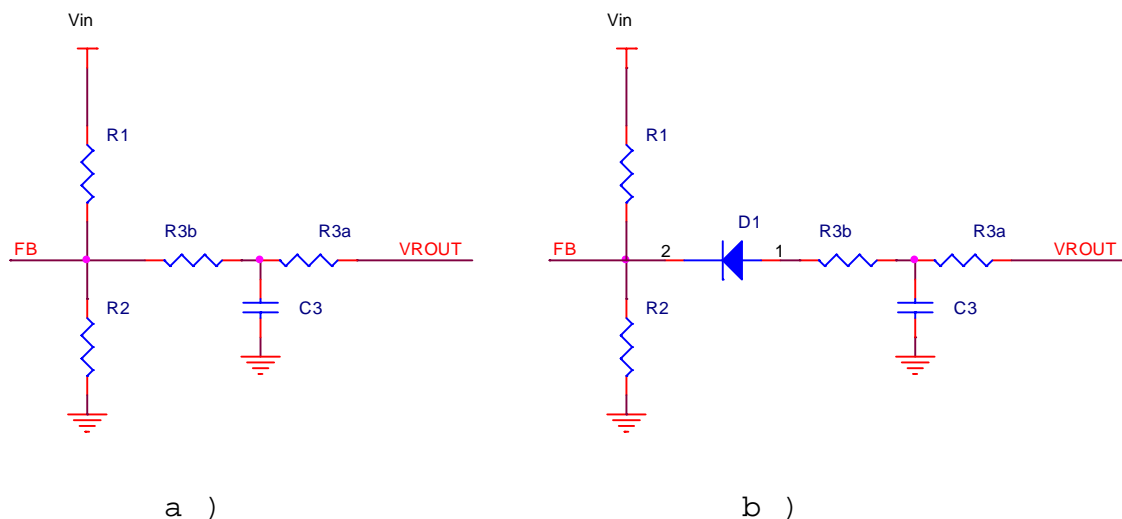 Vin
R1
R3b
R3a
FB
VROUT
R2
C3
a )
Vin
R1
D1
R3b
R3a
FB
2
1
VROUT
R2
C3
b )